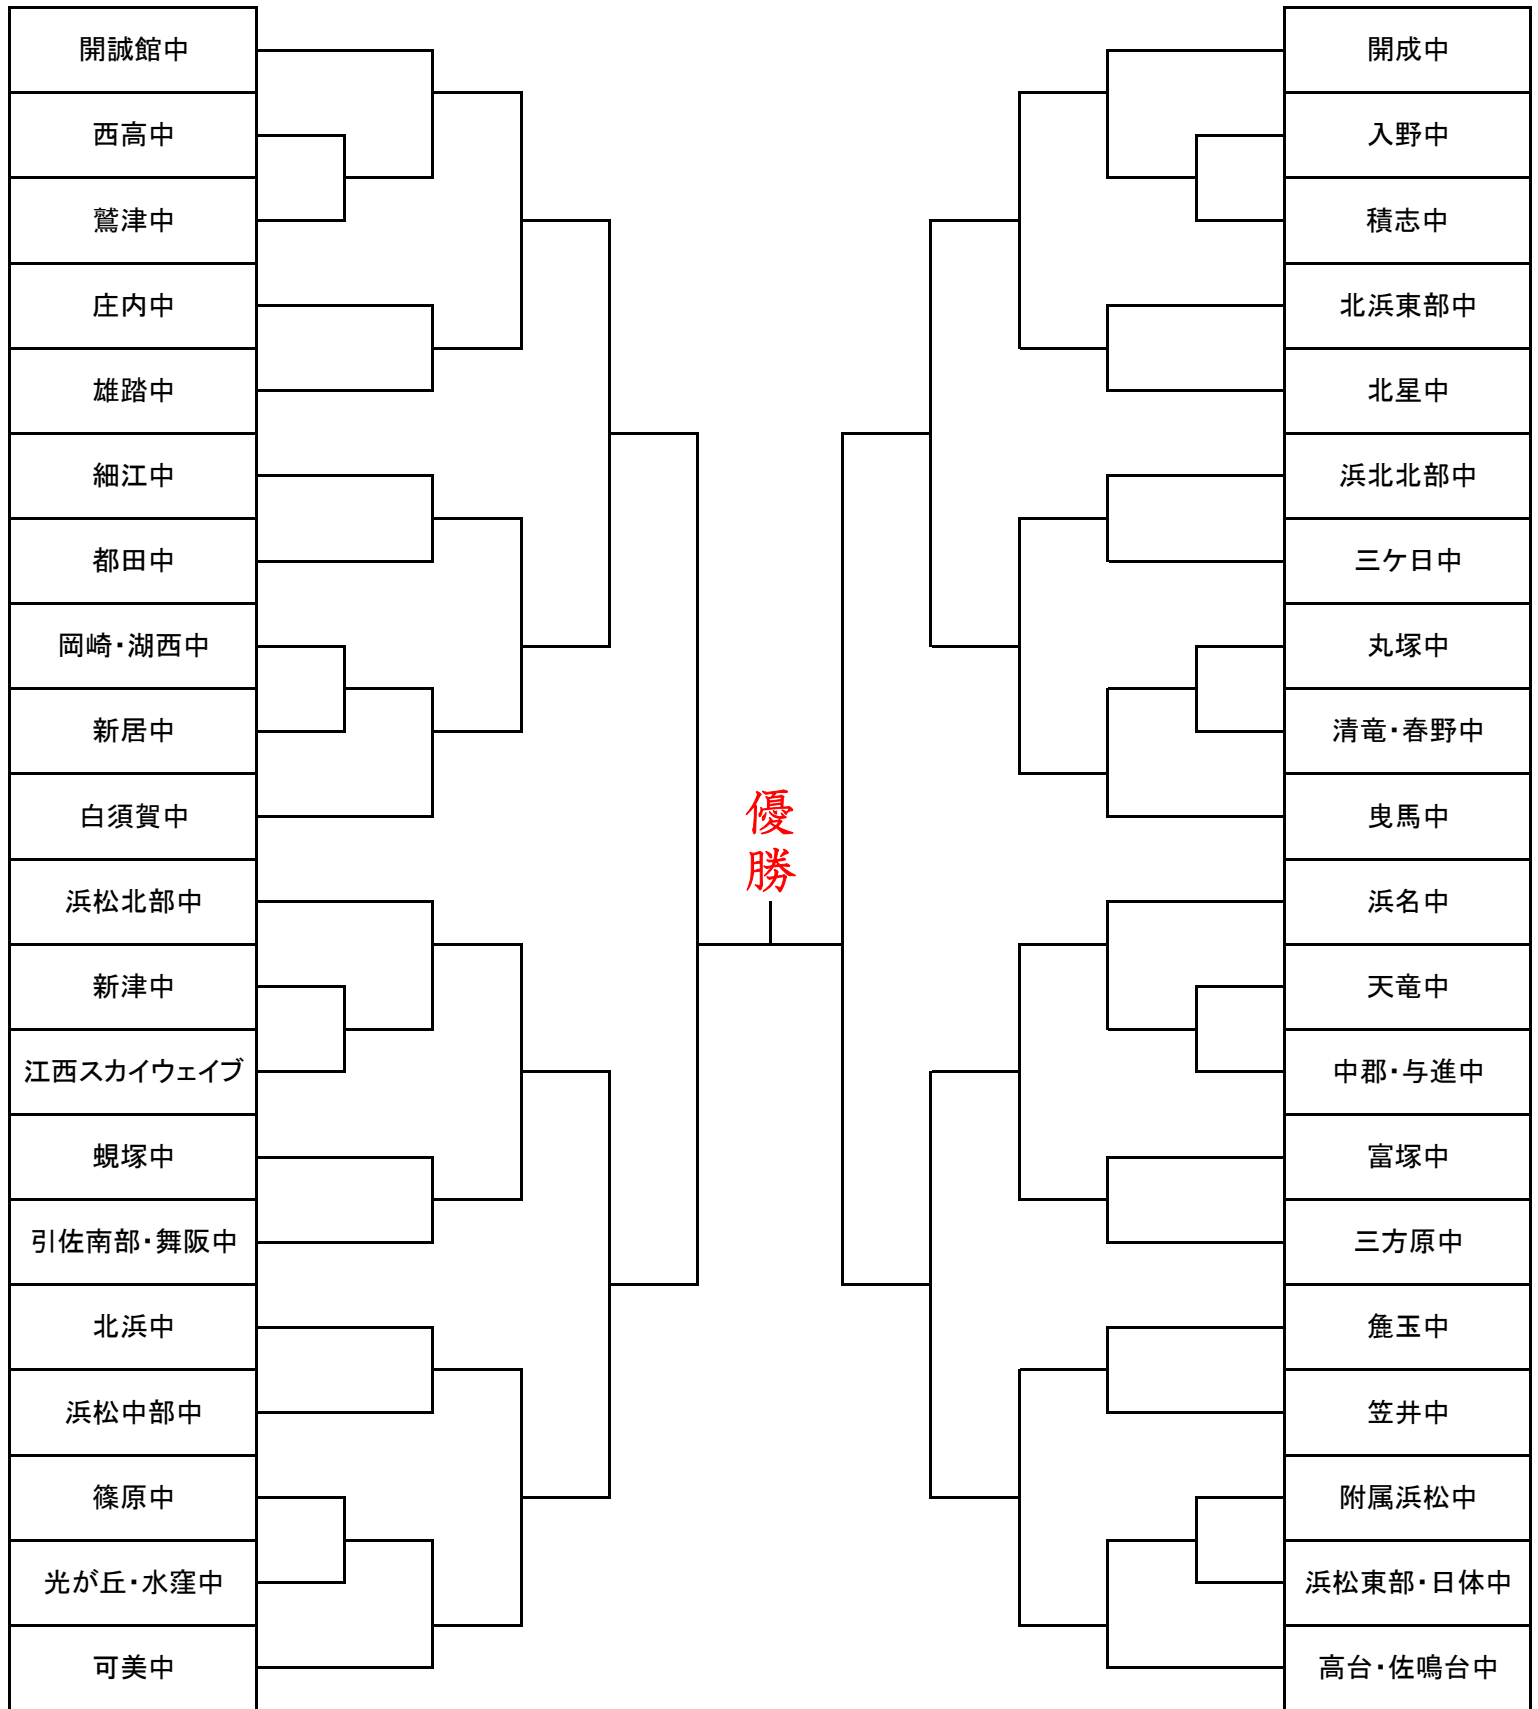 開誠館中
西高中
鷲津中
庄内中
雄踏中
細江中
都田中
岡崎・湖西中
新居中
白須賀中
浜松北部中
新津中
江西スカイウェイブ
蜆塚中
引佐南部・舞阪中
北浜中
浜松中部中
篠原中
光が丘・水窪中
可美中
優
勝
開成中
入野中
積志中
北浜東部中
北星中
浜北北部中
三ケ日中
丸塚中
清竜・春野中
曳馬中
浜名中
天竜中
中郡・与進中
富塚中
三方原中
麁玉中
笠井中
附属浜松中
浜松東部・日体中
高台・佐鳴台中